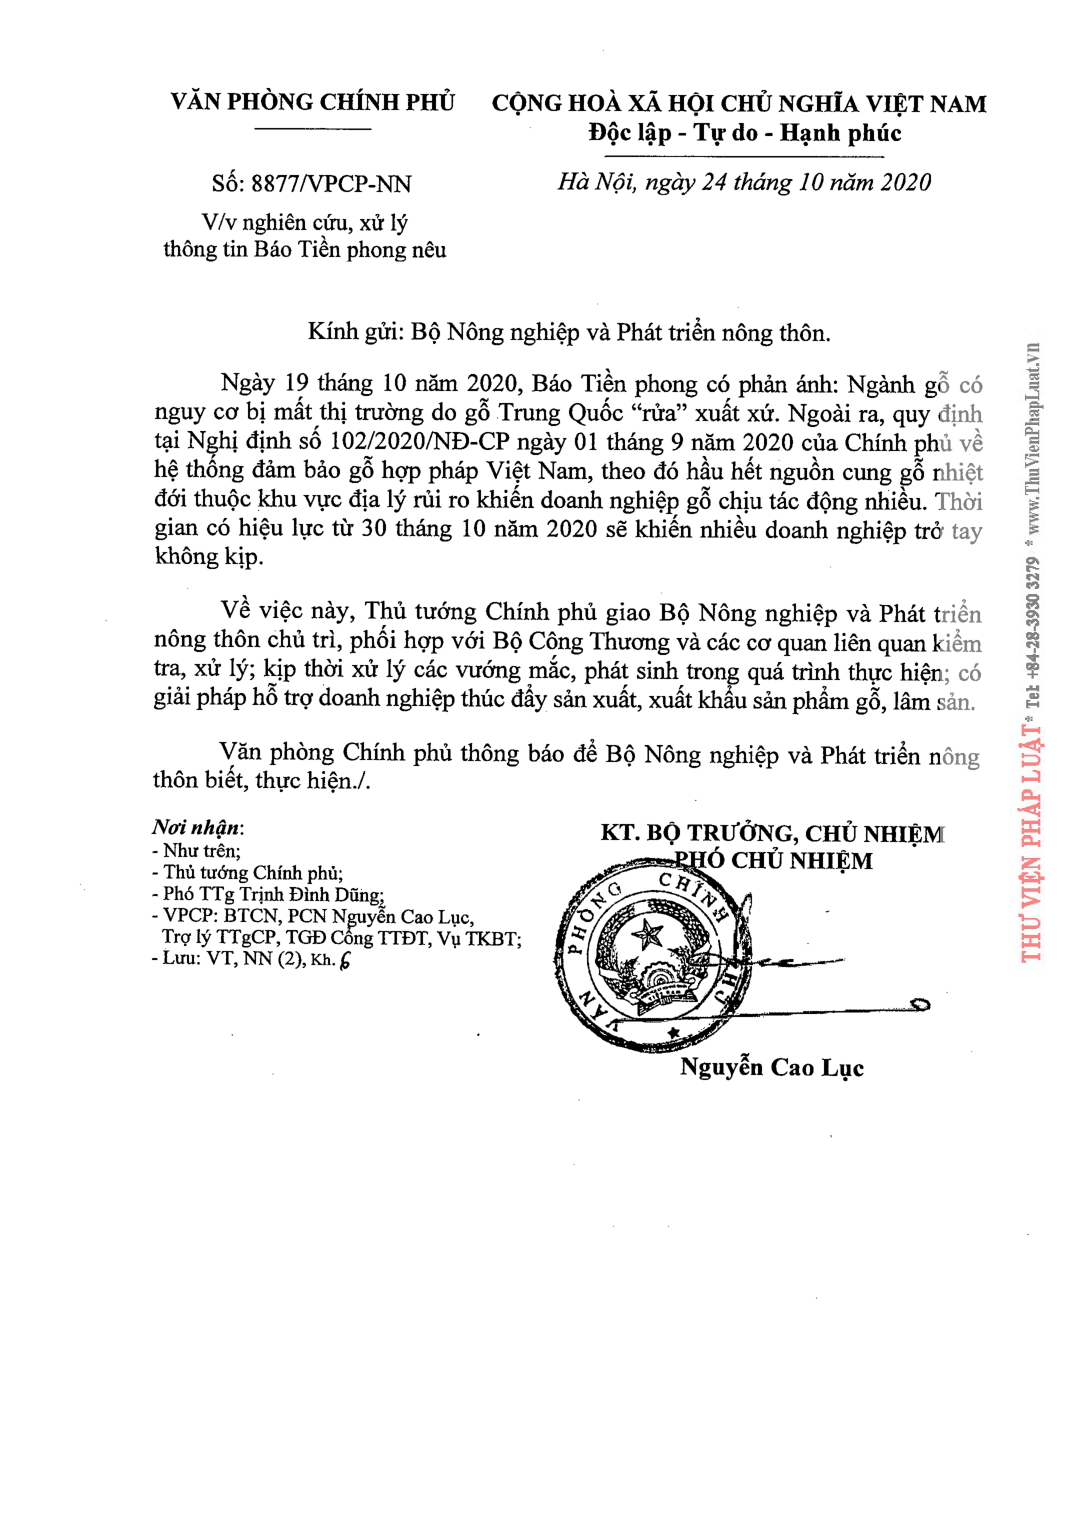 VĂN PHÒNG CHÍNH PHỦ
CỘNG HOÀ XÃ HỘI CHỦ NGHĨA VIỆT NAM
Độc lập - Tự do - Hạnh phúc
Số: 8877/VPCP-NN
Hà Nội, ngày 24 tháng 10 năm 2020
V/v nghiên cứu, xử lý
thông tin Báo Tiền phong nêu
Kính gửi: Bộ Nông nghiệp và Phát triển nông thôn.
Ngày 19 tháng 10 năm 2020, Báo Tiền phong có phản ánh: Ngành gỗ có
nguy cơ bị mất thị trường do gỗ Trung Quốc “rửa” xuất xứ. Ngoài ra, quy định
tại Nghị định số 102/2020/NĐ-CP ngày 01 tháng 9 năm 2020 của Chính phủ về
hệ thống đảm bảo gỗ hợp pháp Việt Nam, theo đó hầu hết nguồn cung gỗ nhiệt
đới thuộc khu vực địa lý rủi ro khiến doanh nghiệp gỗ chịu tác động nhiều. Thời
gian có hiệu lực từ 30 tháng 10 năm 2020 sẽ khiến nhiều doanh nghiệp trở tay
không kịp.
Về việc này, Thủ tướng Chính phủ giao Bộ Nông nghiệp và Phát triển
nông thôn chủ trì, phối hợp với Bộ Công Thương và các cơ quan liên quan kiểm
tra, xử lý; kịp thời xử lý các vướng mắc, phát sinh trong quá trình thực hiện; có
giải pháp hỗ trợ doanh nghiệp thúc đẩy sản xuất, xuất khẩu sản phẩm gỗ, lâm sản.
Văn phòng Chính phủ thông báo để Bộ Nông nghiệp và Phát triển nông
thôn biết, thực hiện./.
Nơi nhận:
- Như trên;
- Thủ tướng Chính phủ;
- Phó TTg Trịnh Đình Dũng;
- VPCP: BTCN, PCN Nguyễn Cao Lục,
Trợ lý TTgCP, TGĐ Cổng TTĐT, Vụ TKBT;
- Lưu: VT, NN (2), Kh. 6
KT. BỘ TRƯỞNG, CHỦ NHIỆM
PHÓ CHỦ NHIỆM
VĂN PHÒNG CHÍNH PHỦ
VIỆT NAM
Nguyễn Cao Lục
THƯ VIỆN PHÁP LUẬT * Tel: +84-28-3930 3279 * www.ThuVienPhapLuat.vn